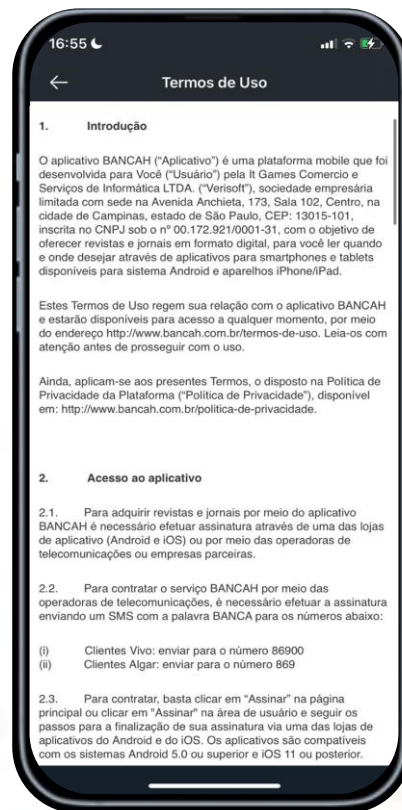 16:55
Termos de Uso
1. Introdução
O aplicativo BANCAH (“Aplicativo”) é uma plataforma mobile que foi
desenvolvida para Você (“Usuário”) pela It Games Comercio e
Serviços de Informática LTDA. (“Verisoft”), sociedade empresária
limitada com sede na Avenida Anchieta, 173, Sala 102, Centro, na
cidade de Campinas, estado de São Paulo, CEP: 13015-101,
inscrita no CNPJ sob o nº 00.172.921/0001-31, com o objetivo de
oferecer revistas e jornais em formato digital, para você ler quando
e onde desejar através de aplicativos para smartphones e tablets
disponíveis para sistema Android e aparelhos iPhone/iPad.
Estes Termos de Uso regem sua relação com o aplicativo BANCAH
e estarão disponíveis para acesso a qualquer momento, por meio
do endereço http://www.bancah.com.br/termos-de-uso. Leia-os com
atenção antes de prosseguir com o uso.
Ainda, aplicam-se aos presentes Termos, o disposto na Política de
Privacidade da Plataforma (“Política de Privacidade”), disponível
em: http://www.bancah.com.br/politica-de-privacidade.
2. Acesso ao aplicativo
2.1. Para adquirir revistas e jornais por meio do aplicativo
BANCAH é necessário efetuar assinatura através de uma das lojas
de aplicativo (Android e iOS) ou por meio das operadoras de
telecomunicações ou empresas parceiras.
2.2. Para contratar o serviço BANCAH por meio das
operadoras de telecomunicações, é necessário efetuar a assinatura
enviando um SMS com a palavra BANCA para os números abaixo:
(i) Clientes Vivo: enviar para o número 86900
(ii) Clientes Algar: enviar para o número 869
2.3. Para contratar, basta clicar em “Assinar” na página
principal ou clicar em "Assinar" na área de usuário e seguir os
passos para a finalização de sua assinatura via uma das lojas de
aplicativos do Android e do iOS. Os aplicativos são compatíveis
com os sistemas Android 5.0 ou superior e iOS 11 ou posterior.